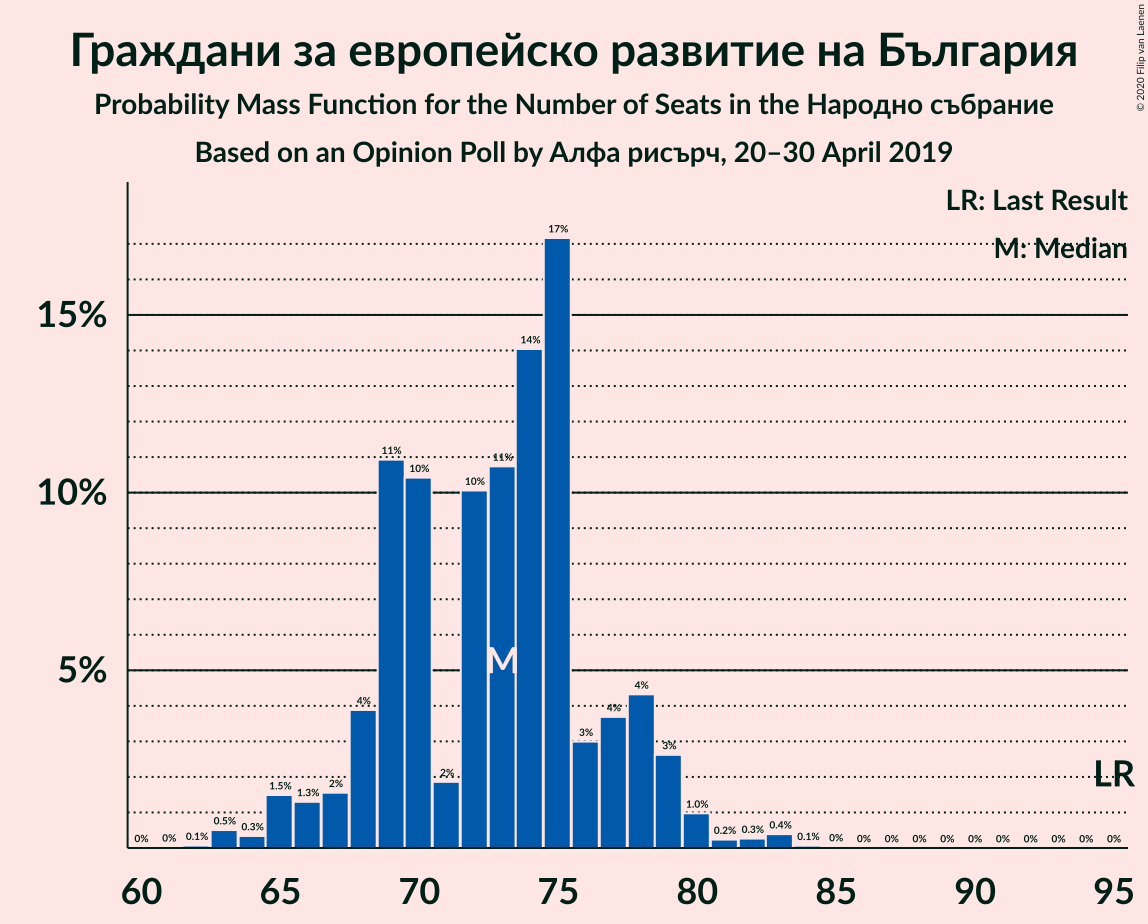 Граждани за европейско развитие на България
Probability Mass Function for the Number of Seats in the Народно събрание
Based on an Opinion Poll by Алфа рисърч, 20–30 April 2019
© 2020 Filip van Laenen
LR: Last Result
M: Median
15%
10%
5%
0% 0% 0.1% 0.5% 0.3% 1.5% 1.3% 2% 4% 11% 10% 2% 10% 11% 14% 17% 3% 4% 4% 3% 1.0% 0.2% 0.3% 0.4% 0.1% 0% 0% 0% 0% 0% 0% 0% 0% 0% 0% 0%
M
LR
60 65 70 75 80 85 90 95